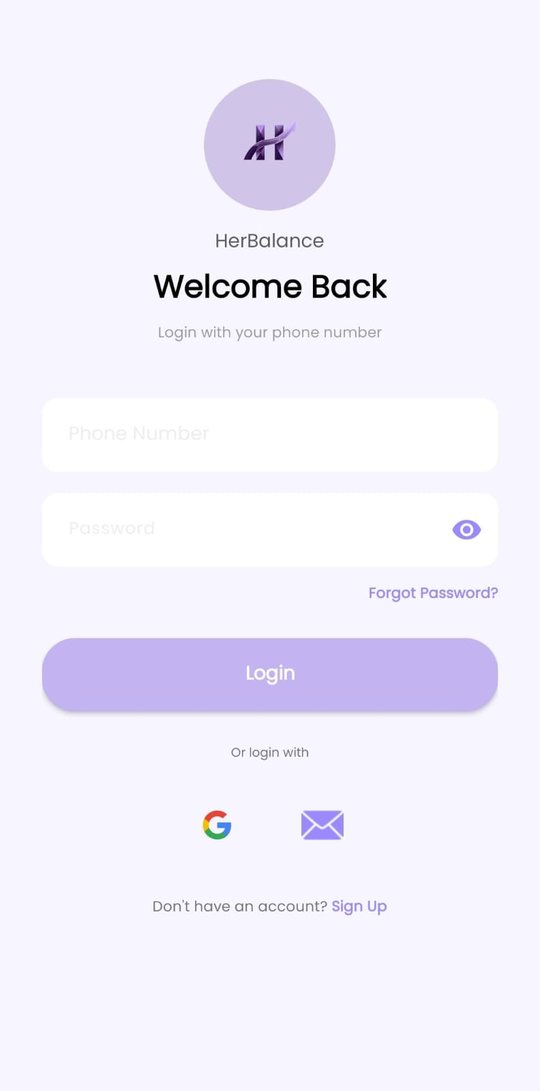 H
HerBalance
Welcome Back
Login with your phone number
Phone Number
Password
Forgot Password?
Login
Or login with
G
Don't have an account? Sign Up